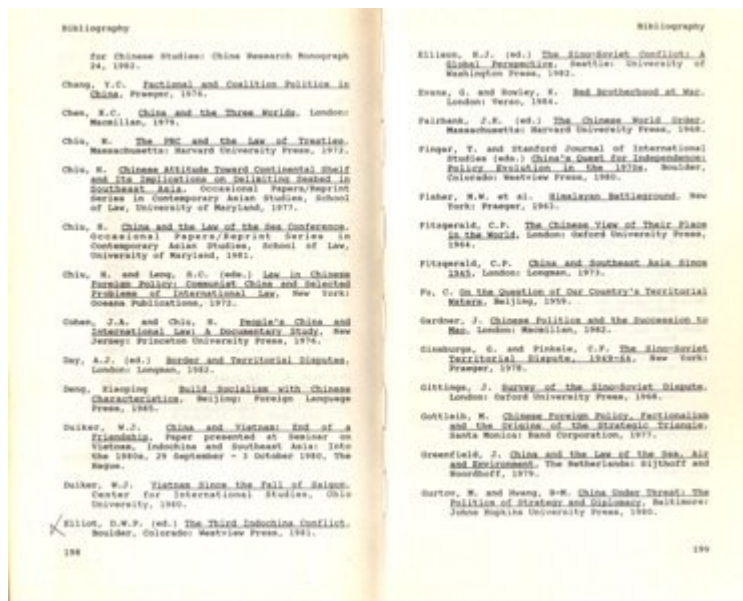 Bibliography
for Chinese Studies: China Research Monograph
24, 1982.
Chang, Y.C. Factional and Coalition Politics in
China, Praeger, 1976.
Chen, K.C. China and the Three Worlds. London:
Macmillan, 1979.
Chiu, H. The PRC and the Law of Treaties.
Massachusetts: Harvard University Press, 1972.
Chiu, H. Chinese Attitude Toward Continental Shelf
and Its Implications on Delimiting Seabed in
Southeast Asia. Occasional Papers/Reprint
Series in Contemporary Asian Studies, School
of Law, University of Maryland, 1977.
Chiu, H. China and the Law of the Sea Conference.
Occasional Papers/Reprint Series in
Contemporary Asian Studies, School of Law,
University of Maryland, 1981.
Chiu, H. and Leng, S.C. (eds.) Law in Chinese
Foreign Policy: Communist China and Selected
Problems of International Law. New York:
Oceana Publications, 1972.
Cohen, J.A. and Chiu, H. People's China and
International Law: A Documentary Study. New
Jersey: Princeton University Press, 1974.
Day, A.J. (ed.) Border and Territorial Disputes.
London: Longman, 1982.
Deng, Xiaoping Build Socialism with Chinese
Characteristics. Beijing: Foreign Language
Press, 1985.
Duiker, W.J. China and Vietnam: End of a
Friendship. Paper presented at Seminar on
Vietnam, Indochina and Southeast Asia: Into
the 1980s, 29 September - 3 October 1980, The
Hague.
Duiker, W.J. Vietnam Since the Fall of Saigon.
Center for International Studies, Ohio
University, 1980.
Elliot, D.W.P. (ed.) The Third Indochina Conflict.
Boulder, Colorado: Westview Press, 1981.
198
Bibliography
Ellison, H.J. (ed.) The Sino-Soviet Conflict: A
Global Perspective. Seattle: University of
Washington Press, 1982.
Evans, G. and Rowley, K. Red Brotherhood at War.
London: Verso, 1984.
Fairbank, J.K. (ed.) The Chinese World Order.
Massachusetts: Harvard University Press, 1968.
Finger, T. and Stanford Journal of International
Studies (eds.) China's Quest for Independence:
Policy Evolution in the 1970s. Boulder,
Colorado: Westview Press, 1980.
Fisher, M.W. et al. Himalayan Battleground. New
York: Praeger, 1963.
Fitzgerald, C.P. The Chinese View of Their Place
in the World. London: Oxford University Press,
1964.
Fitzgerald, C.P. China and Southeast Asia Since
1945. London: Longman, 1973.
Fu, C. On the Question of Our Country's Territorial
Waters. Beijing, 1959.
Gardner, J. Chinese Politics and the Succession to
Mao. London: Macmillan, 1982.
Ginsburgs, G. and Pinkele, C.F. The Sino-Soviet
Territorial Dispute, 1949-64. New York:
Praeger, 1978.
Gittings, J. Survey of the Sino-Soviet Dispute.
London: Oxford University Press, 1968.
Gottlieb, M. Chinese Foreign Policy, Factionalism
and the Origins of the Strategic Triangle.
Santa Monica: Rand Corporation, 1977.
Greenfield, J. China and the Law of the Sea, Air
and Environment. The Netherlands: Sijthoff and
Noordhoff, 1979.
Gurtov, M. and Hwang, B-M. China Under Threat: The
Politics of Strategy and Diplomacy. Baltimore:
Johns Hopkins University Press, 1980.
199